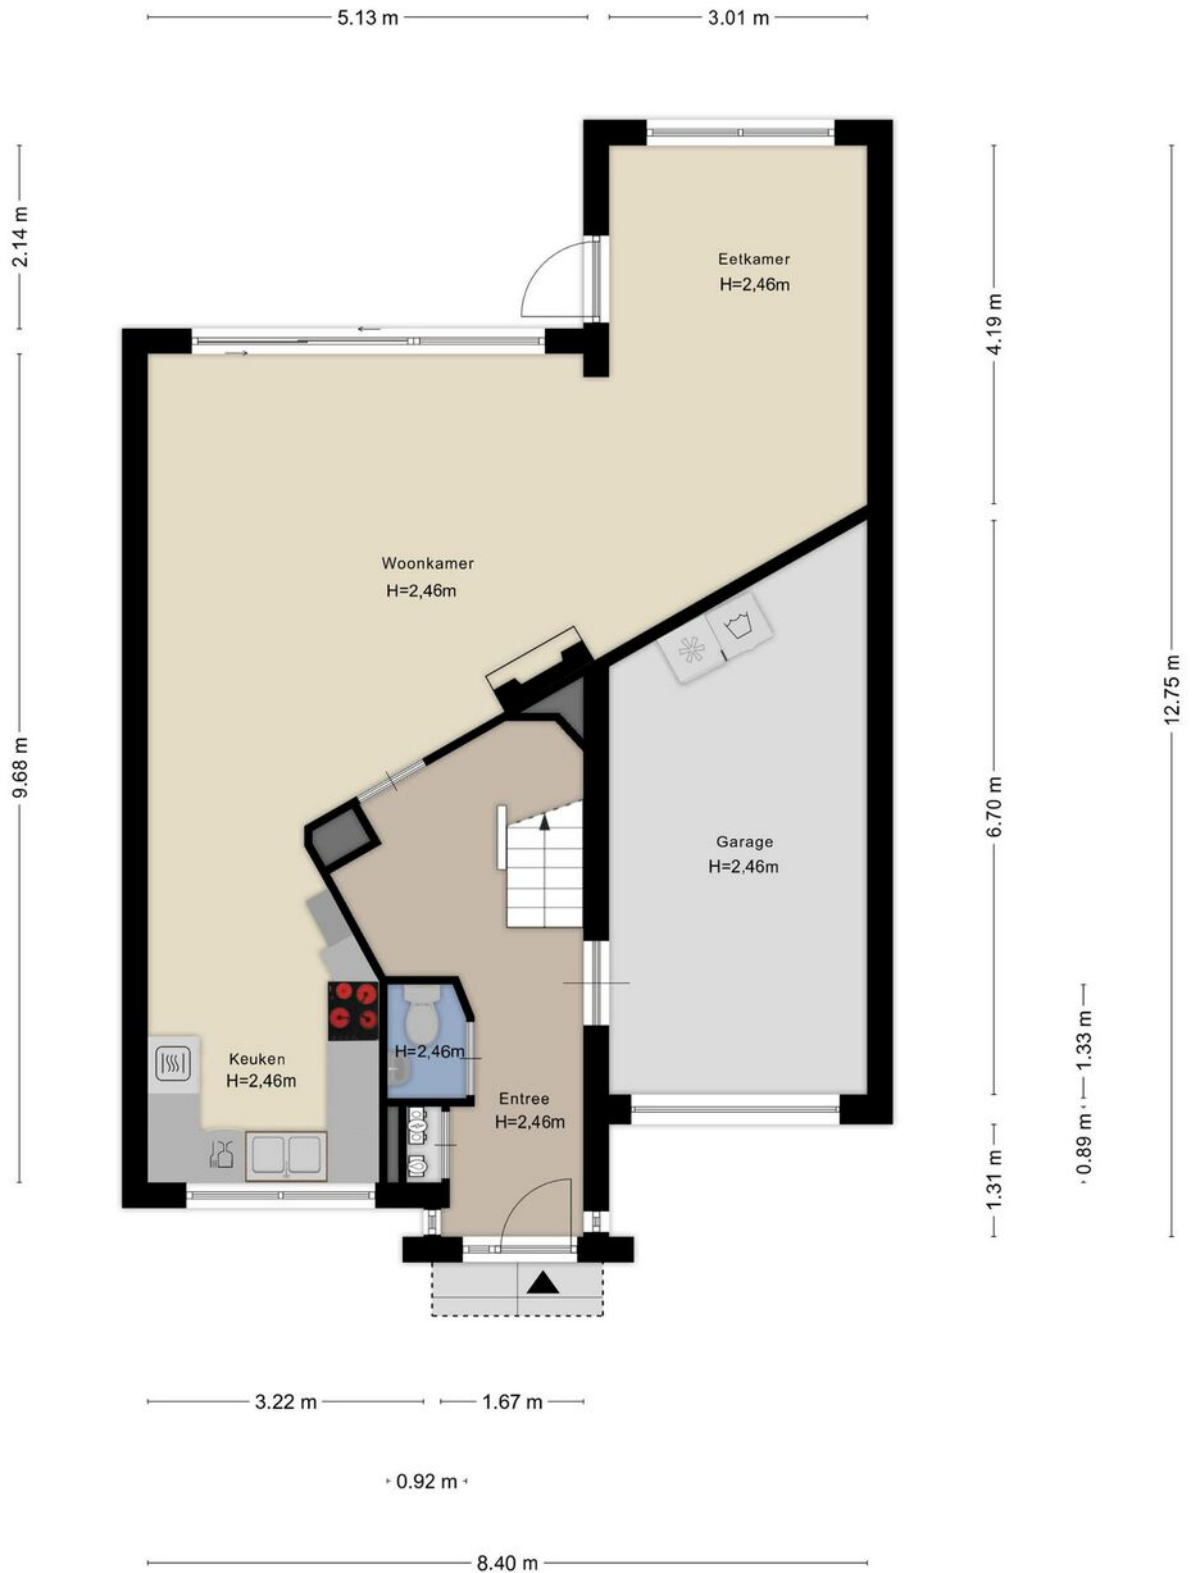 5.13 m
3.01 m
2.14 m
Eetkamer
H=2,46m
4.19 m
Woonkamer
H=2,46m
12.75 m
9.68 m
6.70 m
Garage
H=2,46m
1.33 m
Keuken
H=2,46m
H=2,46m
Entree
H=2,46m
0.89 m
1.31 m
3.22 m
1.67 m
0.92 m
8.40 m